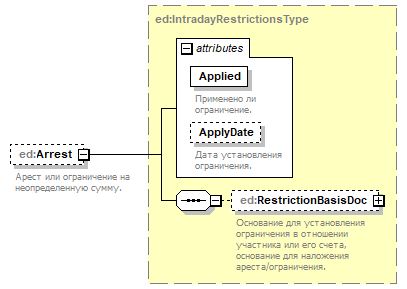 ed:IntradayRestrictionsType
attributes
Applied
Применено ли
ограничение.
ApplyDate
Дата установления
ограничения.
ed:Arrest
Арест или ограничение на
неопределенную сумму.
ed:RestrictionBasisDoc
Основание для установления
ограничения в отношении
участника или его счета,
основание для наложения
ареста/ограничения.